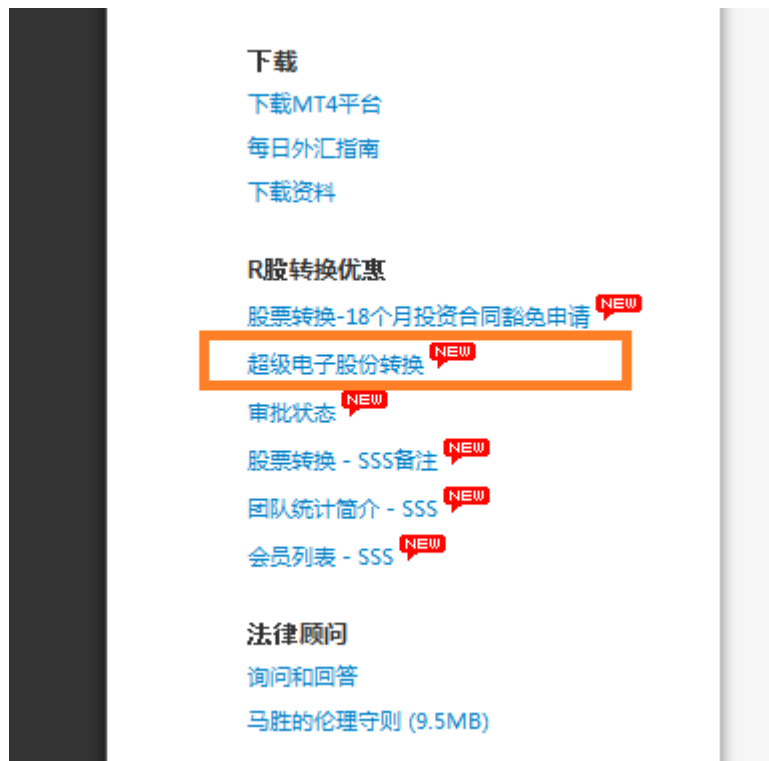 下载
下载MT4平台
每日外汇指南
下载资料
R股转换优惠
股票转换-18个月投资合同豁免申请 NEW
超级电子股份转换 NEW
审批状态 NEW
股票转换 - SSS备注 NEW
团队统计简介 - SSS NEW
会员列表 - SSS NEW
法律顾问
询问和回答
马胜的伦理守则 (9.5MB)